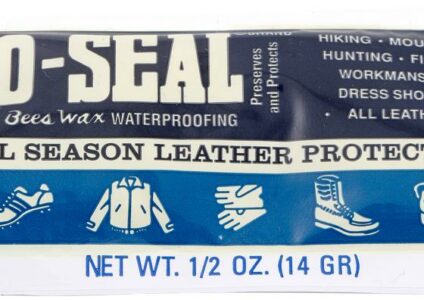 O-SEAL
BRAND
Bees Wax WATERPROOFING
Preserves
and Protects
HIKING · MOU
HUNTING · FI
WORKMANS
DRESS SHO
· ALL LEATH
L SEASON LEATHER PROTECT
NET WT. 1/2 OZ. (14 GR)